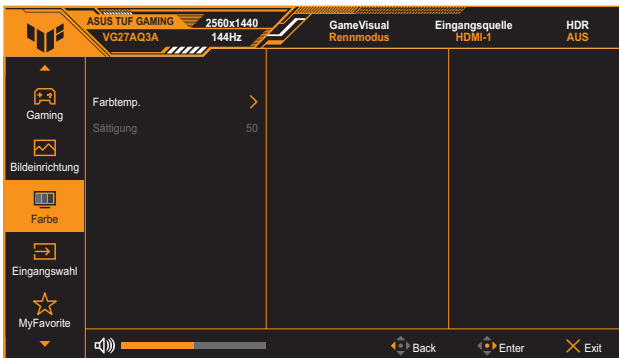 ASUS TUF GAMING 2560x1440 GameVisual Eingangsquelle HDR
VG27AQ3A 144Hz Rennmodus HDMI-1 AUS
Gaming
Bildeinrichtung
Farbe
Eingangswahl
MyFavorite
Farbtemp.
Sättigung 50
Back Enter Exit